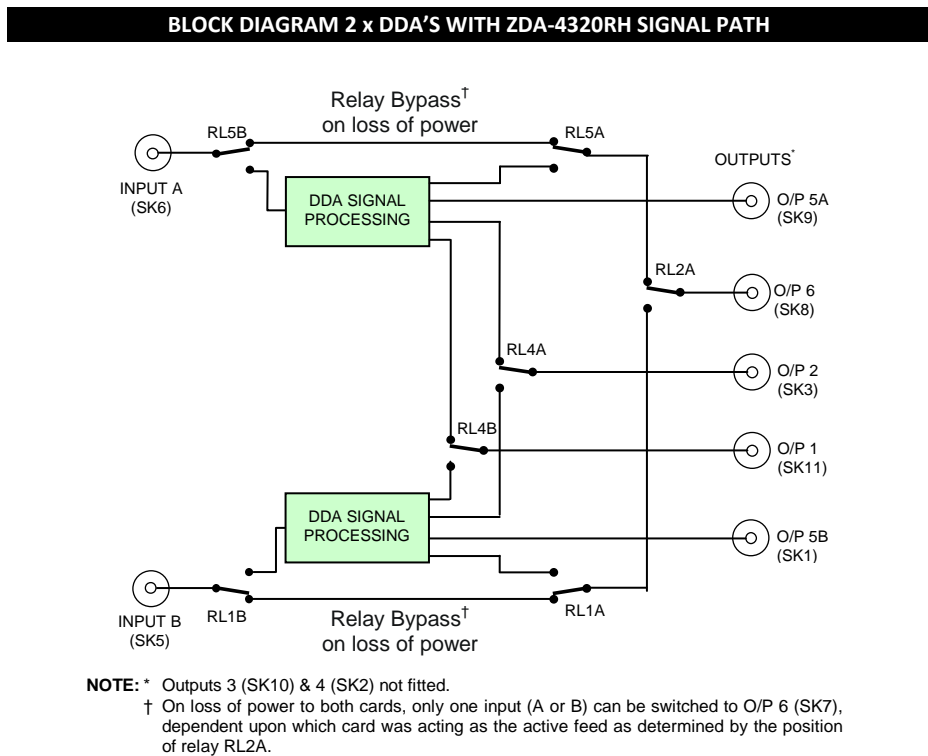 BLOCK DIAGRAM 2 x DDA'S WITH ZDA-4320RH SIGNAL PATH
Relay Bypass†
on loss of power
RL5B
RL5A
OUTPUTS*
INPUT A
(SK6)
DDA SIGNAL
PROCESSING
O/P 5A
(SK9)
RL2A
O/P 6
(SK8)
RL4A
O/P 2
(SK3)
RL4B
O/P 1
(SK11)
DDA SIGNAL
PROCESSING
O/P 5B
(SK1)
INPUT B
(SK5)
RL1B
Relay Bypass†
on loss of power
RL1A
NOTE: * Outputs 3 (SK10) & 4 (SK2) not fitted.
† On loss of power to both cards, only one input (A or B) can be switched to O/P 6 (SK7),
dependent upon which card was acting as the active feed as determined by the position
of relay RL2A.